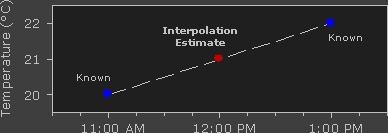 Temperature (°C)
22
21
20
Interpolation
Estimate
Known
Known
11:00 AM
12:00 PM
1:00 PM